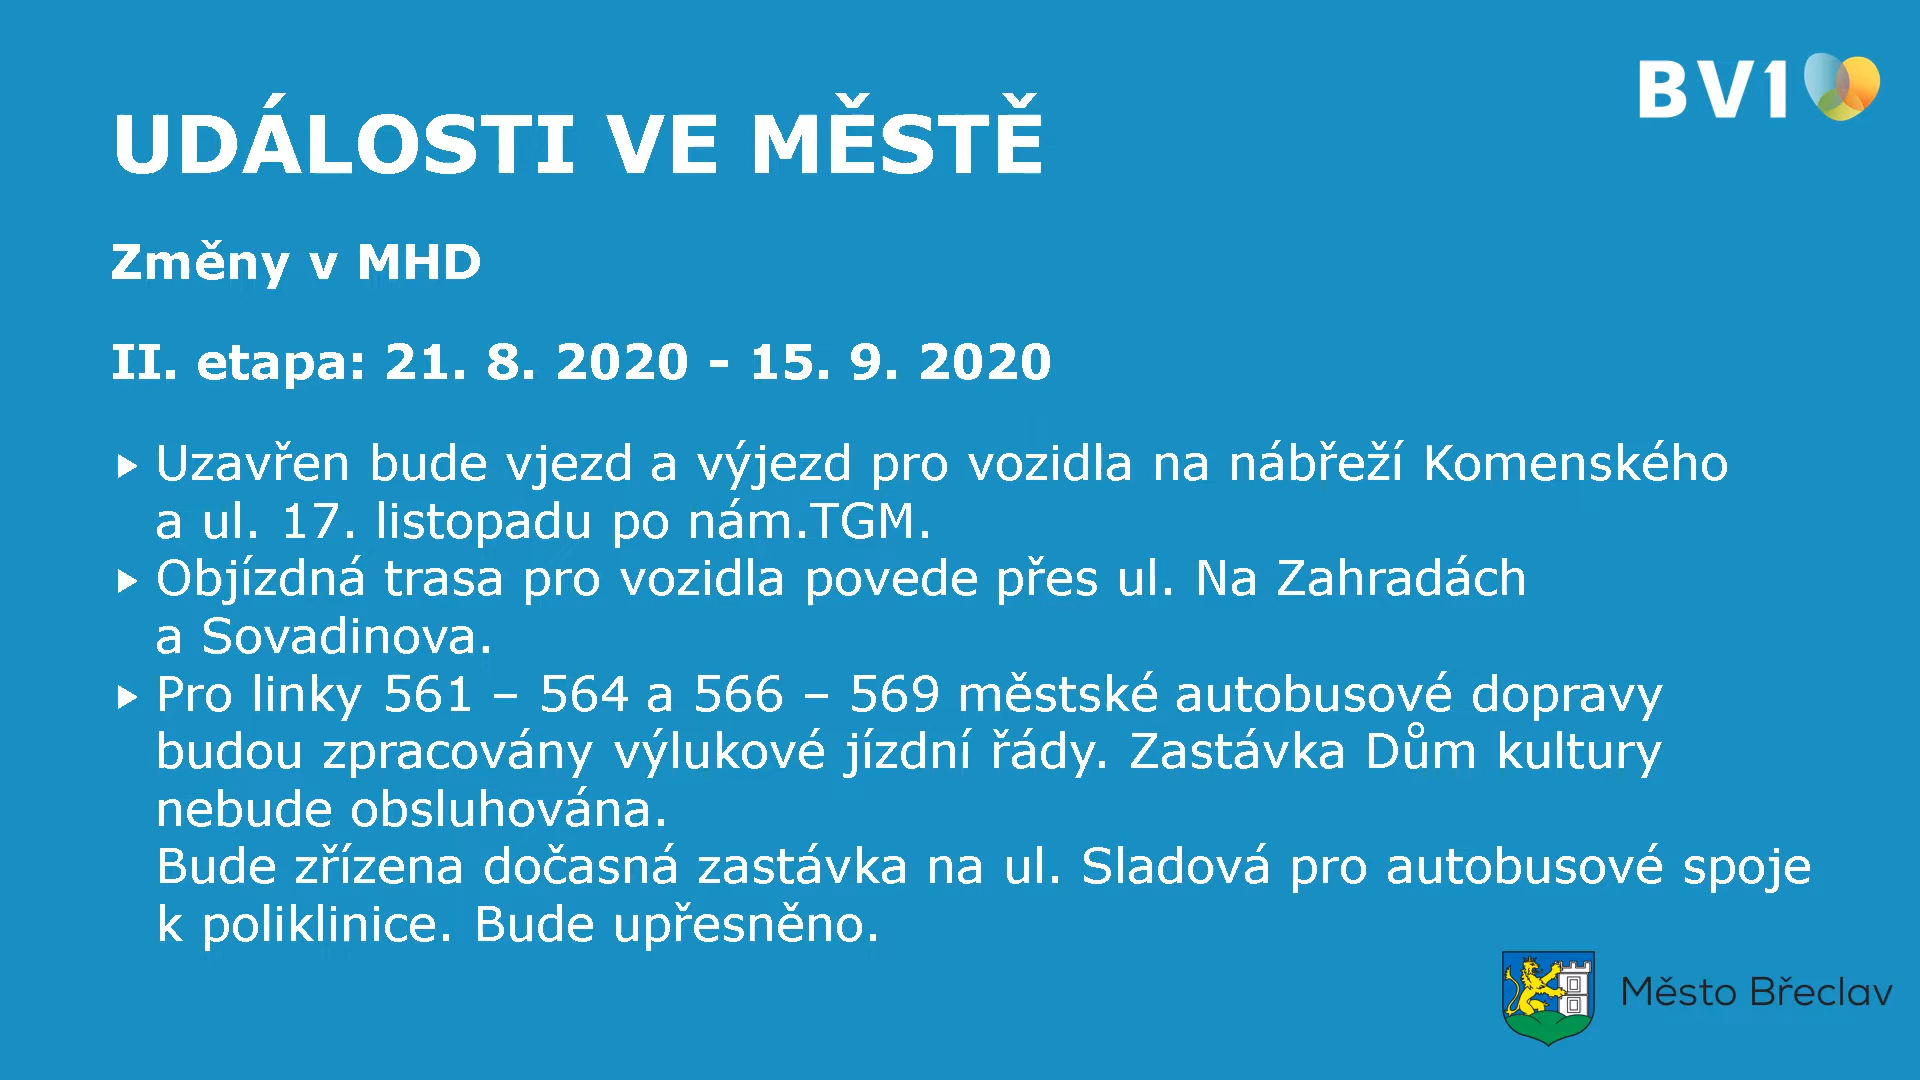 BV1
UDÁLOSTI VE MĚSTĚ
Změny v MHD
II. etapa: 21. 8. 2020 - 15. 9. 2020
Uzavřen bude vjezd a výjezd pro vozidla na nábřeží Komenského
a ul. 17. listopadu po nám.TGM.
Objízdná trasa pro vozidla povede přes ul. Na Zahradách
a Sovadinova.
Pro linky 561 – 564 a 566 – 569 městské autobusové dopravy
budou zpracovány výlukové jízdní řády. Zastávka Dům kultury
nebude obsluhována.
Bude zřízena dočasná zastávka na ul. Sladová pro autobusové spoje
k poliklinice. Bude upřesněno.
Město Břeclav